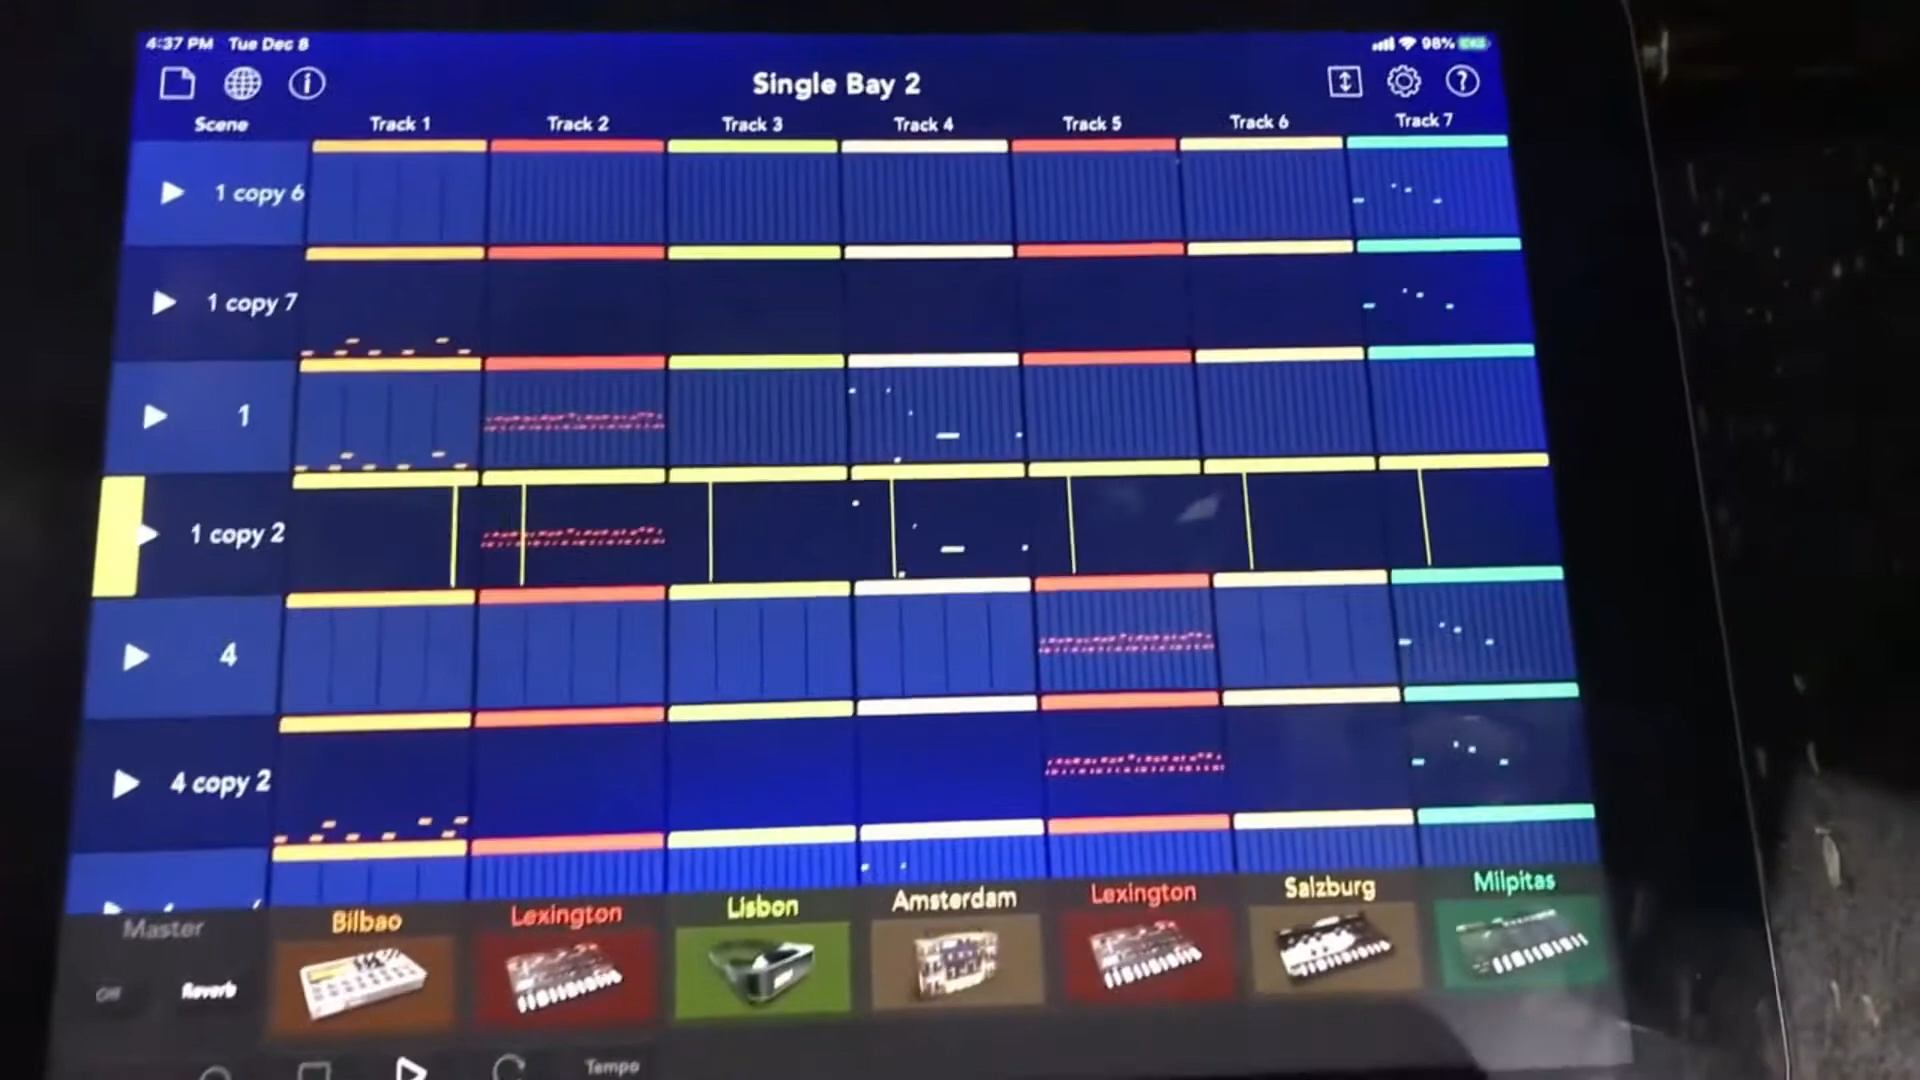 4:37 PM Tue Dec 8
98%
Single Bay 2
Scene Track 1 Track 2 Track 3 Track 4 Track 5 Track 6 Track 7
1 copy 6
1 copy 7
1
1 copy 2
4
4 copy 2
Master Bilbao Lexington Lisbon Amsterdam Lexington Salzburg Milpitas
Off Reverb
Tempo